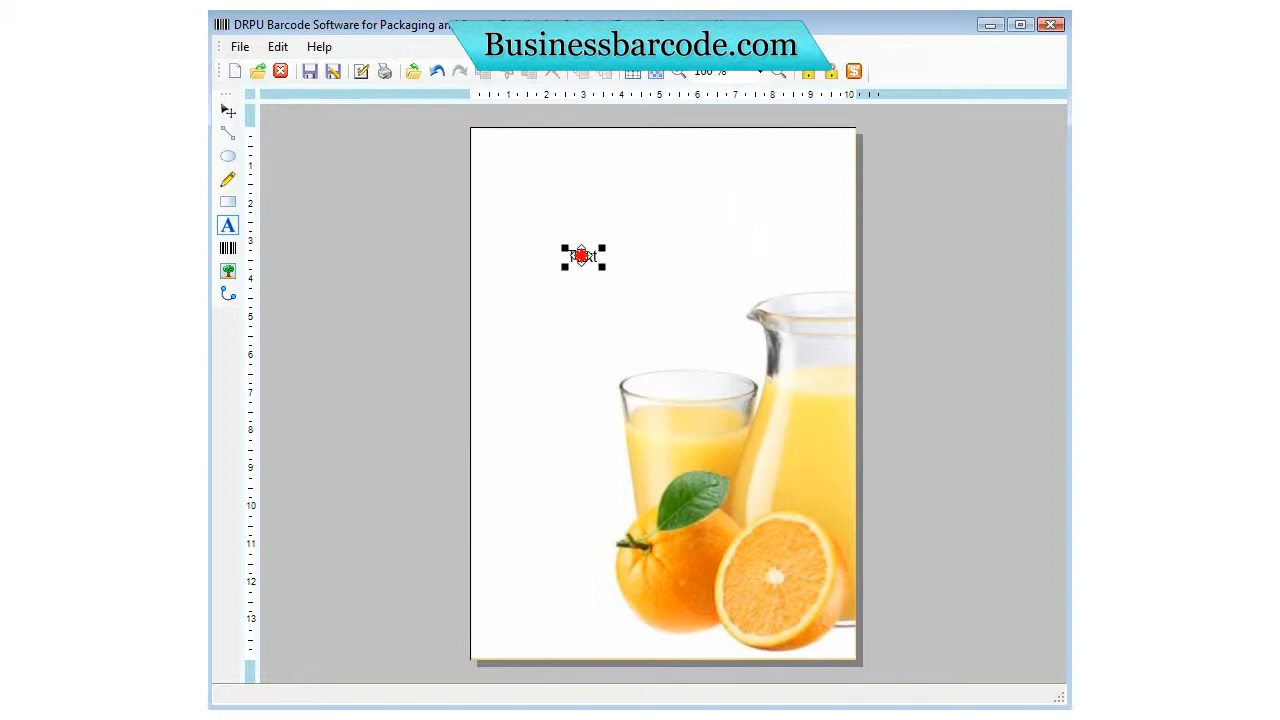 DRPU Barcode Software for Packaging an
Businessbarcode.com
File Edit Help
100 %
1 2 3 4 5 6 7 8 9 10
A
1
2
3
4
5
6
7
8
9
10
11
12
13
Text